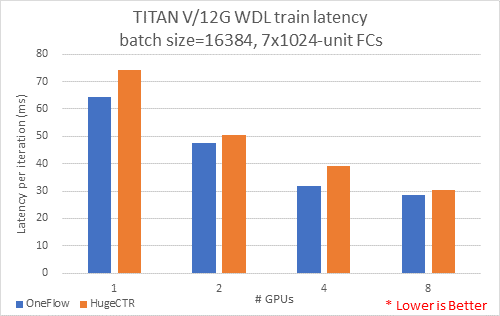 TITAN V/12G WDL train latency
batch size=16384, 7x1024-unit FCs
Latency per iteration (ms)
80
70
60
50
40
30
20
10
0
1 2 4 8
# GPUs
OneFlow HugeCTR
* Lower is Better